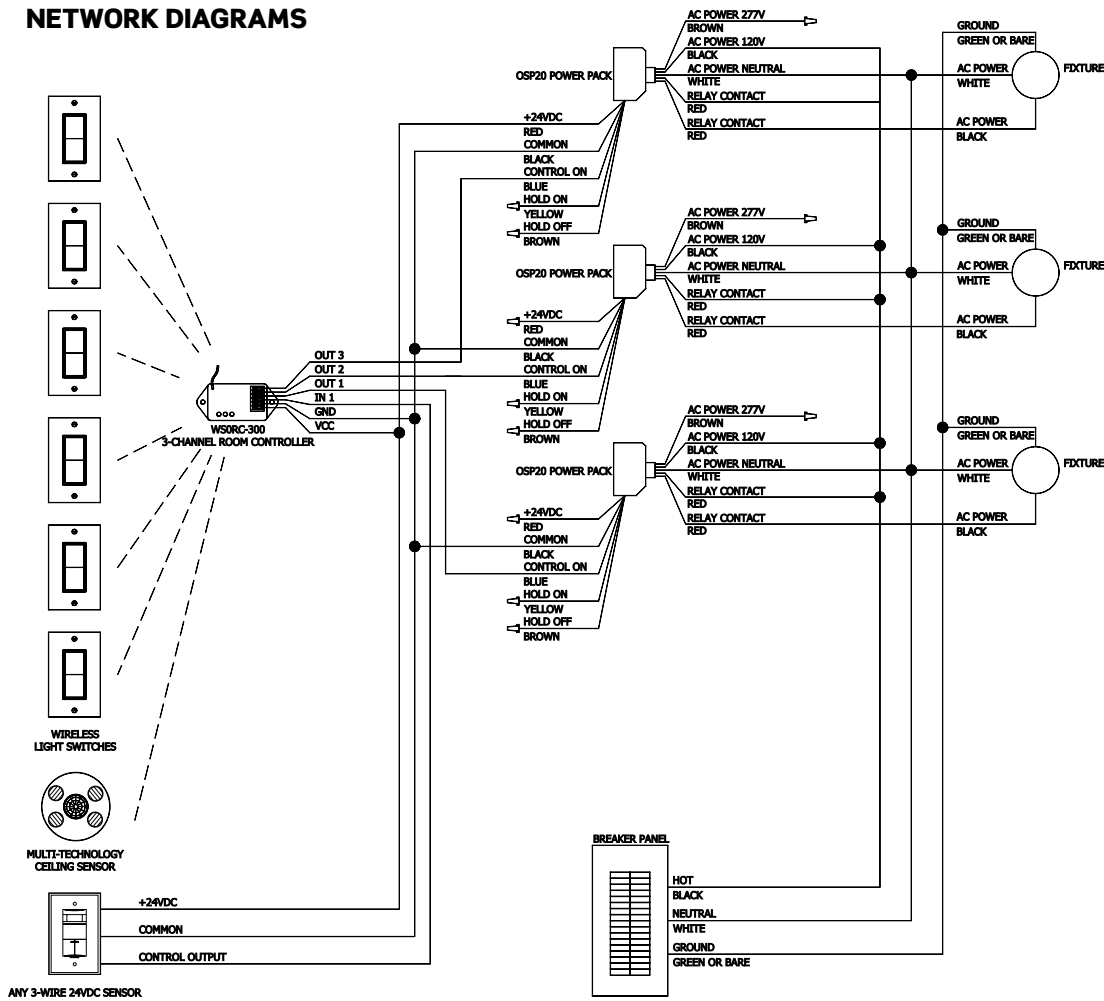 NETWORK DIAGRAMS
AC POWER 277V
BROWN
AC POWER 120V
BLACK
AC POWER NEUTRAL
WHITE
RELAY CONTACT
RED
RELAY CONTACT
RED
OSP20 POWER PACK
+24VDC
RED
COMMON
BLACK
CONTROL ON
BLUE
HOLD ON
YELLOW
HOLD OFF
BROWN
GROUND
GREEN OR BARE
AC POWER
WHITE
FIXTURE
AC POWER
BLACK
AC POWER 277V
BROWN
AC POWER 120V
BLACK
AC POWER NEUTRAL
WHITE
RELAY CONTACT
RED
RELAY CONTACT
RED
OSP20 POWER PACK
+24VDC
RED
COMMON
BLACK
CONTROL ON
BLUE
HOLD ON
YELLOW
HOLD OFF
BROWN
GROUND
GREEN OR BARE
AC POWER
WHITE
FIXTURE
AC POWER
BLACK
OUT 3
OUT 2
OUT 1
IN 1
GND
VCC
WS0RC-300
3-CHANNEL ROOM CONTROLLER
AC POWER 277V
BROWN
AC POWER 120V
BLACK
AC POWER NEUTRAL
WHITE
RELAY CONTACT
RED
RELAY CONTACT
RED
OSP20 POWER PACK
+24VDC
RED
COMMON
BLACK
CONTROL ON
BLUE
HOLD ON
YELLOW
HOLD OFF
BROWN
GROUND
GREEN OR BARE
AC POWER
WHITE
FIXTURE
AC POWER
BLACK
WIRELESS
LIGHT SWITCHES
MULTI-TECHNOLOGY
CEILING SENSOR
+24VDC
COMMON
CONTROL OUTPUT
ANY 3-WIRE 24VDC SENSOR
BREAKER PANEL
HOT
BLACK
NEUTRAL
WHITE
GROUND
GREEN OR BARE